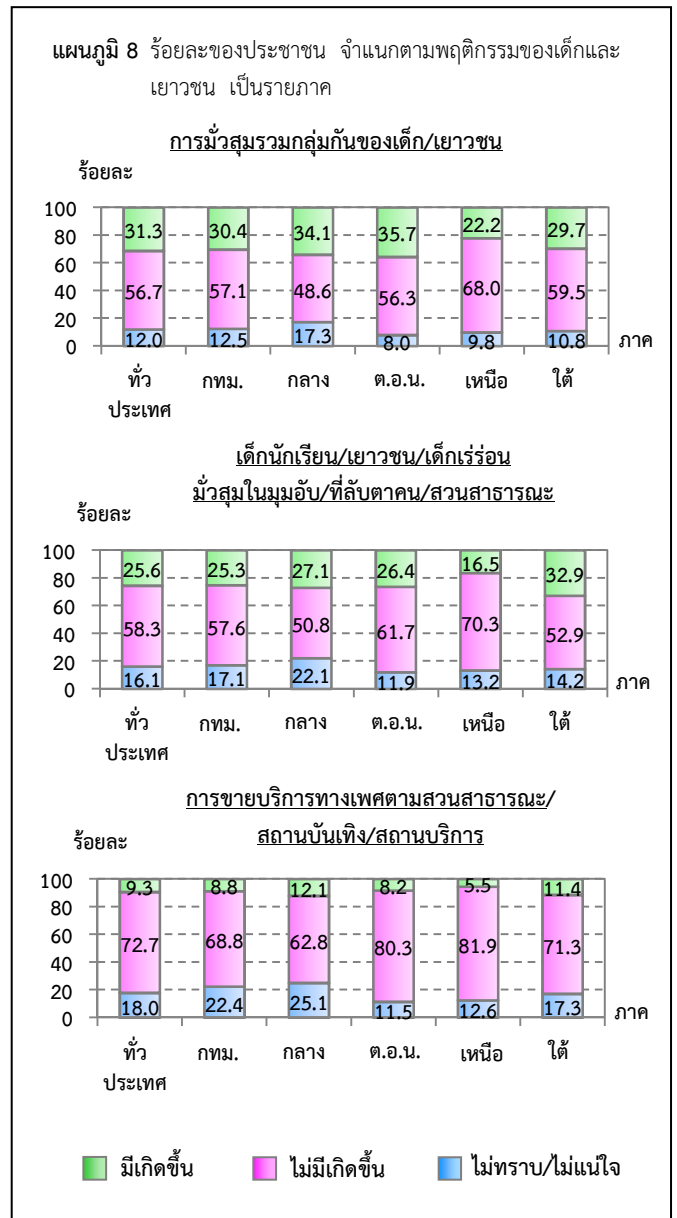 แผนภูมิ 8 ร้อยละของประชาชน จำแนกตามพฤติกรรมของเด็กและ
เยาวชน เป็นรายภาค
การมั่วสุมรวมกลุ่มกันของเด็ก/เยาวชน
ร้อยละ
100
80
60
40
20
0
31.3 30.4 34.1 35.7 22.2 29.7
56.7 57.1 48.6 56.3 68.0 59.5
12.0 12.5 17.3 8.0 9.8 10.8
ภาค
ทั่ว กทม. กลาง ต.อ.น. เหนือ ใต้
ประเทศ
เด็กนักเรียน/เยาวชน/เด็กเร่ร่อน
มั่วสุมในมุมอับ/ที่ลับตาคน/สวนสาธารณะ
ร้อยละ
100
80
60
40
20
0
25.6 25.3 27.1 26.4 16.5 32.9
58.3 57.6 50.8 61.7 70.3 52.9
16.1 17.1 22.1 11.9 13.2 14.2
ภาค
ทั่ว กทม. กลาง ต.อ.น. เหนือ ใต้
ประเทศ
การขายบริการทางเพศตามสวนสาธารณะ/
สถานบันเทิง/สถานบริการ
ร้อยละ
100
80
60
40
20
0
9.3 8.8 12.1 8.2 5.5 11.4
72.7 68.8 62.8 80.3 81.9 71.3
18.0 22.4 25.1 11.5 12.6 17.3
ภาค
ทั่ว กทม. กลาง ต.อ.น. เหนือ ใต้
ประเทศ
มีเกิดขึ้น ไม่มีเกิดขึ้น ไม่ทราบ/ไม่แน่ใจ